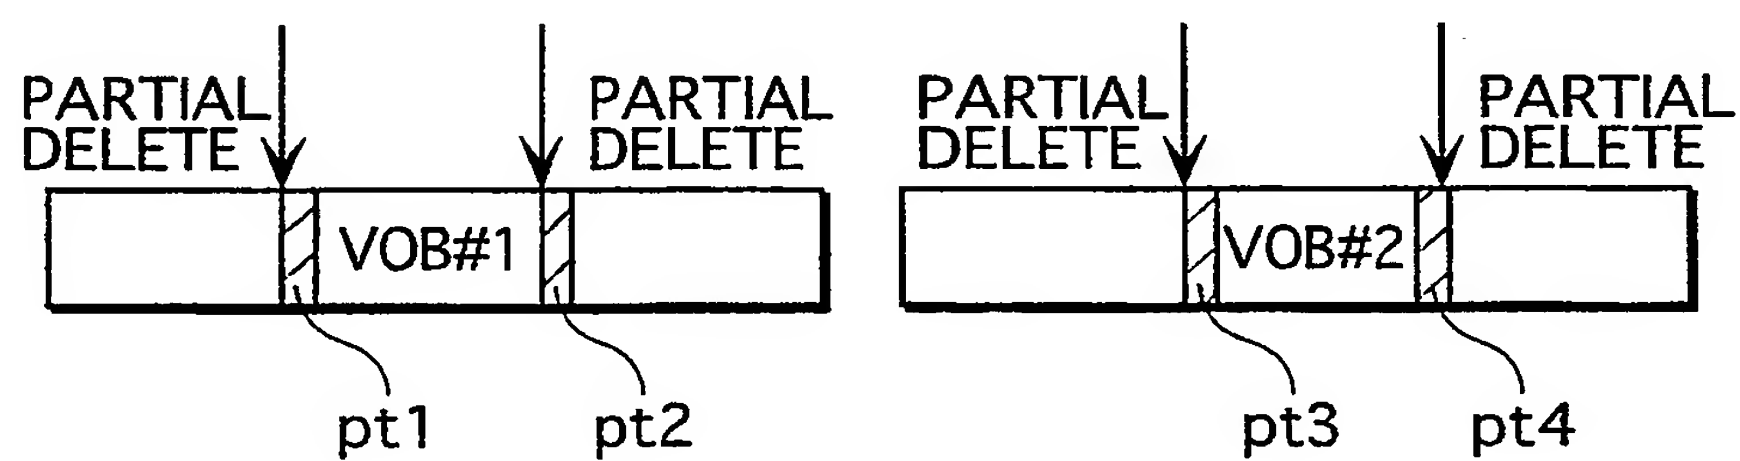 PARTIAL
DELETE
PARTIAL
DELETE
PARTIAL
DELETE
PARTIAL
DELETE
VOB#1
VOB#2
pt1
pt2
pt3
pt4